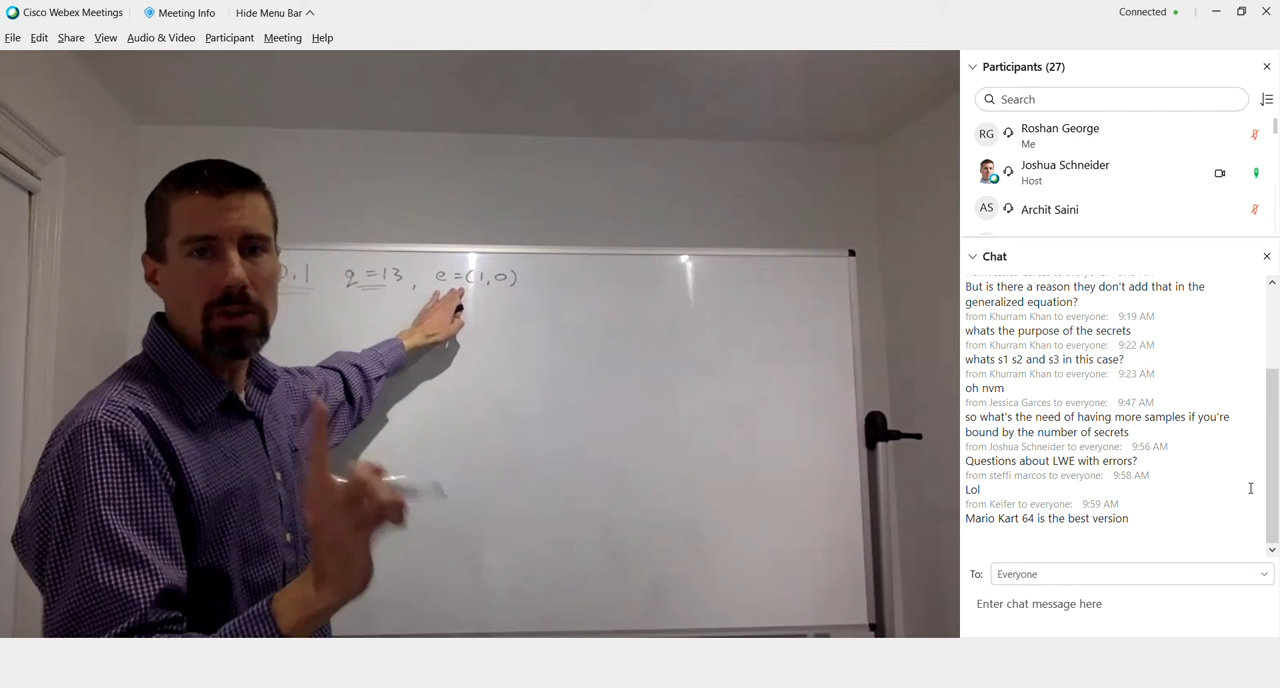 Cisco Webex Meetings Meeting Info Hide Menu Bar Connected
File Edit Share View Audio & Video Participant Meeting Help
0.1 q = 13, e = (1,0)
Participants (27)
Search
RG Roshan George
Me
Joshua Schneider
Host
AS Archit Saini
Chat
But is there a reason they don't add that in the
generalized equation?
from Khurram Khan to everyone: 9:19 AM
whats the purpose of the secrets
from Khurram Khan to everyone: 9:22 AM
whats s1 s2 and s3 in this case?
from Khurram Khan to everyone: 9:23 AM
oh nvm
from Jessica Garces to everyone: 9:47 AM
so what's the need of having more samples if you're
bound by the number of secrets
from Joshua Schneider to everyone: 9:56 AM
Questions about LWE with errors?
from steffi marcos to everyone: 9:58 AM
Lol
from Keifer to everyone: 9:59 AM
Mario Kart 64 is the best version
To: Everyone
Enter chat message here